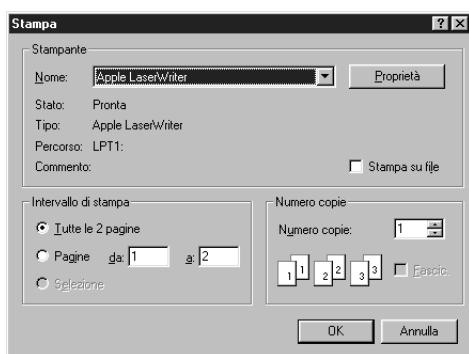 Stampa
Stampante
Nome: Apple LaserWriter Proprietà
Stato: Pronta
Tipo: Apple LaserWriter
Percorso: LPT1:
Commento: Stampa su file
Intervallo di stampa
Tutte le 2 pagine
Pagine da: 1 a: 2
Selezione
Numero copie
Numero copie: 1
1 1 2 2 3 3 Fascic.
OK Annulla